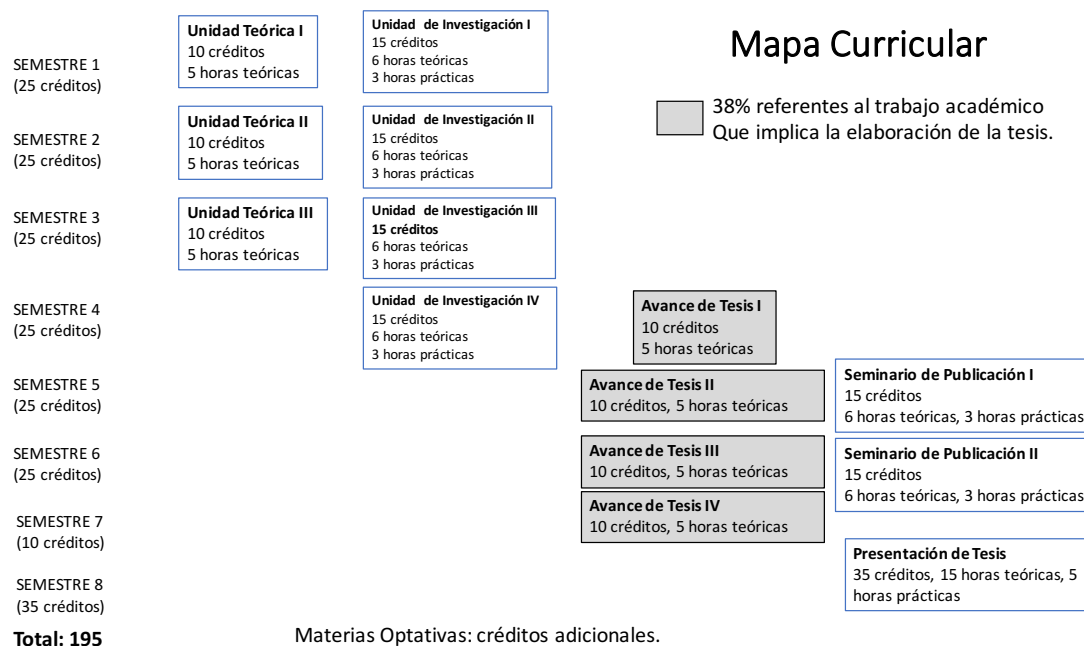 Mapa Curricular
38% referentes al trabajo académico
Que implica la elaboración de la tesis.
SEMESTRE 1
(25 créditos)
Unidad Teórica I
10 créditos
5 horas teóricas
Unidad de Investigación I
15 créditos
6 horas teóricas
3 horas prácticas
SEMESTRE 2
(25 créditos)
Unidad Teórica II
10 créditos
5 horas teóricas
Unidad de Investigación II
15 créditos
6 horas teóricas
3 horas prácticas
SEMESTRE 3
(25 créditos)
Unidad Teórica III
10 créditos
5 horas teóricas
Unidad de Investigación III
15 créditos
6 horas teóricas
3 horas prácticas
SEMESTRE 4
(25 créditos)
Unidad de Investigación IV
15 créditos
6 horas teóricas
3 horas prácticas
Avance de Tesis I
10 créditos
5 horas teóricas
SEMESTRE 5
(25 créditos)
Avance de Tesis II
10 créditos, 5 horas teóricas
Seminario de Publicación I
15 créditos
6 horas teóricas, 3 horas prácticas
SEMESTRE 6
(25 créditos)
Avance de Tesis III
10 créditos, 5 horas teóricas
Seminario de Publicación II
15 créditos
6 horas teóricas, 3 horas prácticas
SEMESTRE 7
(10 créditos)
Avance de Tesis IV
10 créditos, 5 horas teóricas
SEMESTRE 8
(35 créditos)
Presentación de Tesis
35 créditos, 15 horas teóricas, 5
horas prácticas
Total: 195
Materias Optativas: créditos adicionales.